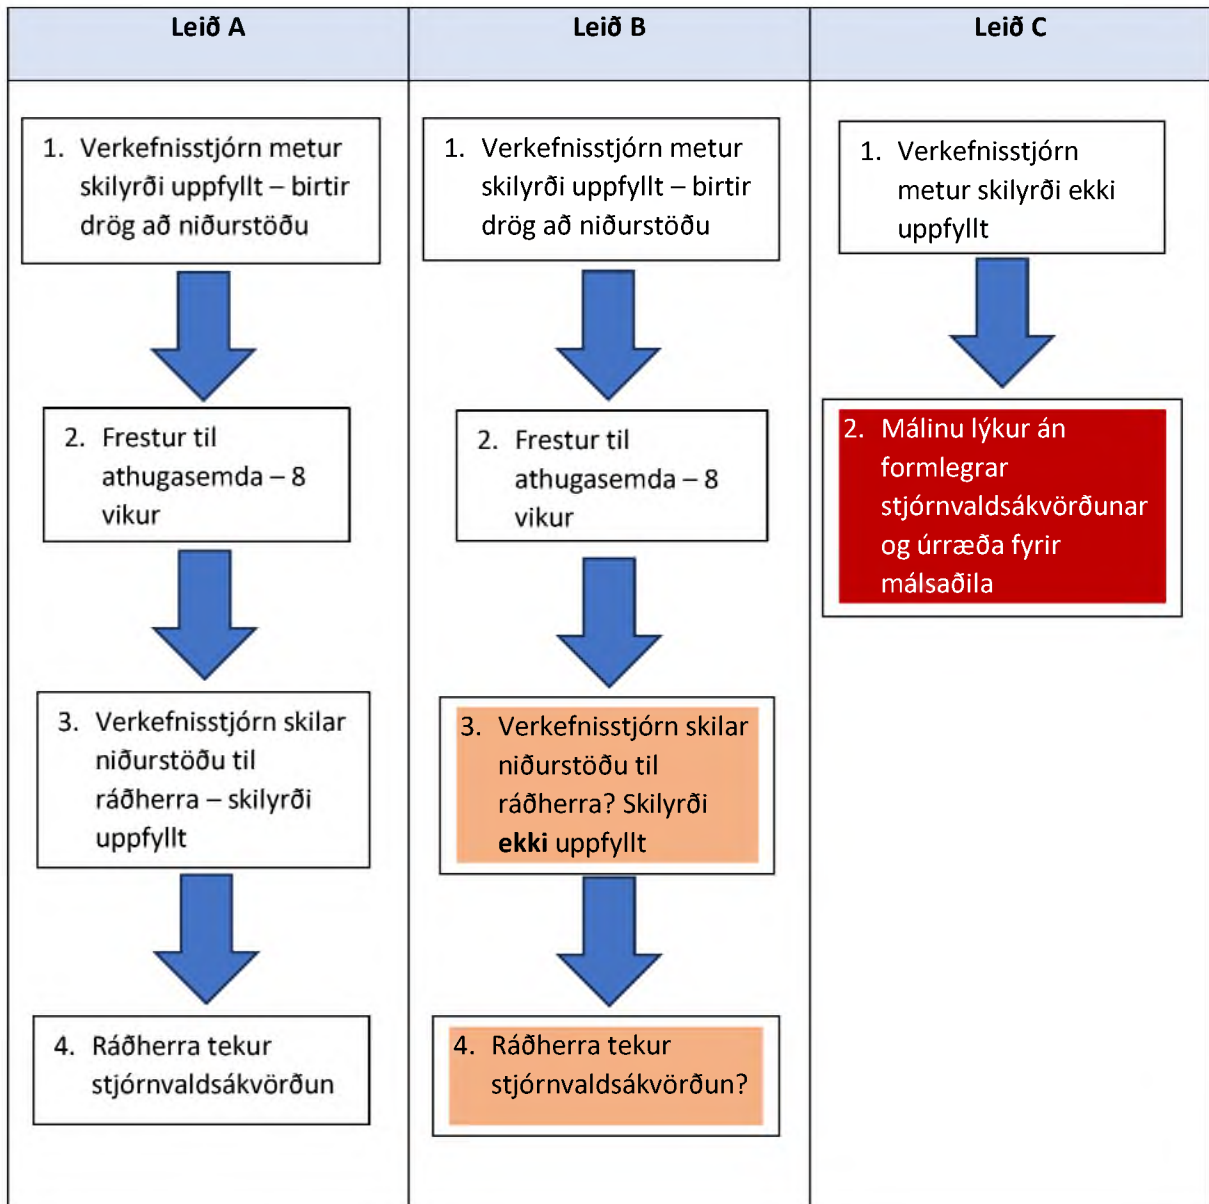 Leið A
1. Verkefnisstjórn metur
skilyrði uppfyllt – birtir
drög að niðurstöðu
2. Frestur til
athugasemda – 8
vikur
3. Verkefnisstjórn skilar
niðurstöðu til
ráðherra – skilyrði
uppfyllt
4. Ráðherra tekur
stjórnvaldsákvörðun
Leið B
1. Verkefnisstjórn metur
skilyrði uppfyllt – birtir
drög að niðurstöðu
2. Frestur til
athugasemda – 8
vikur
3. Verkefnisstjórn skilar
niðurstöðu til
ráðherra? Skilyrði
ekki uppfyllt
4. Ráðherra tekur
stjórnvaldsákvörðun?
Leið C
1. Verkefnisstjórn
metur skilyrði ekki
uppfyllt
2. Málinu lýkur án
formlegrar
stjórnvaldsákvörðunar
og úrræða fyrir
málsaðila